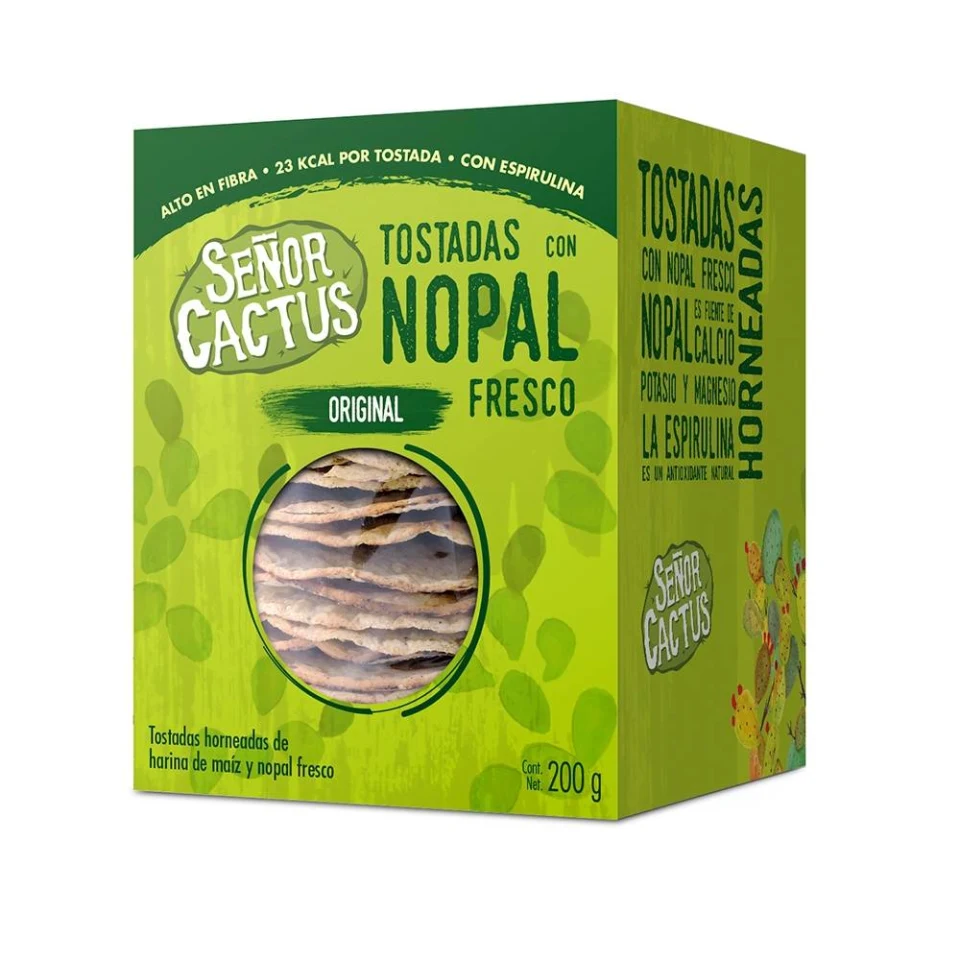 ALTO EN FIBRA • 23 KCAL POR TOSTADA • CON ESPIRULINA
SEÑOR
CACTUS
TOSTADAS CON
NOPAL
FRESCO
ORIGINAL
Tostadas horneadas de
harina de maíz y nopal fresco
Cont.
Net. 200 g
TOSTADAS
CON NOPAL FRESCO
NOPAL ES FUENTE DE
CALCIO
POTASIO Y MAGNESIO
LA ESPIRULINA
ES UN ANTIOXIDANTE NATURAL
HORNEADAS
SEÑOR
CACTUS